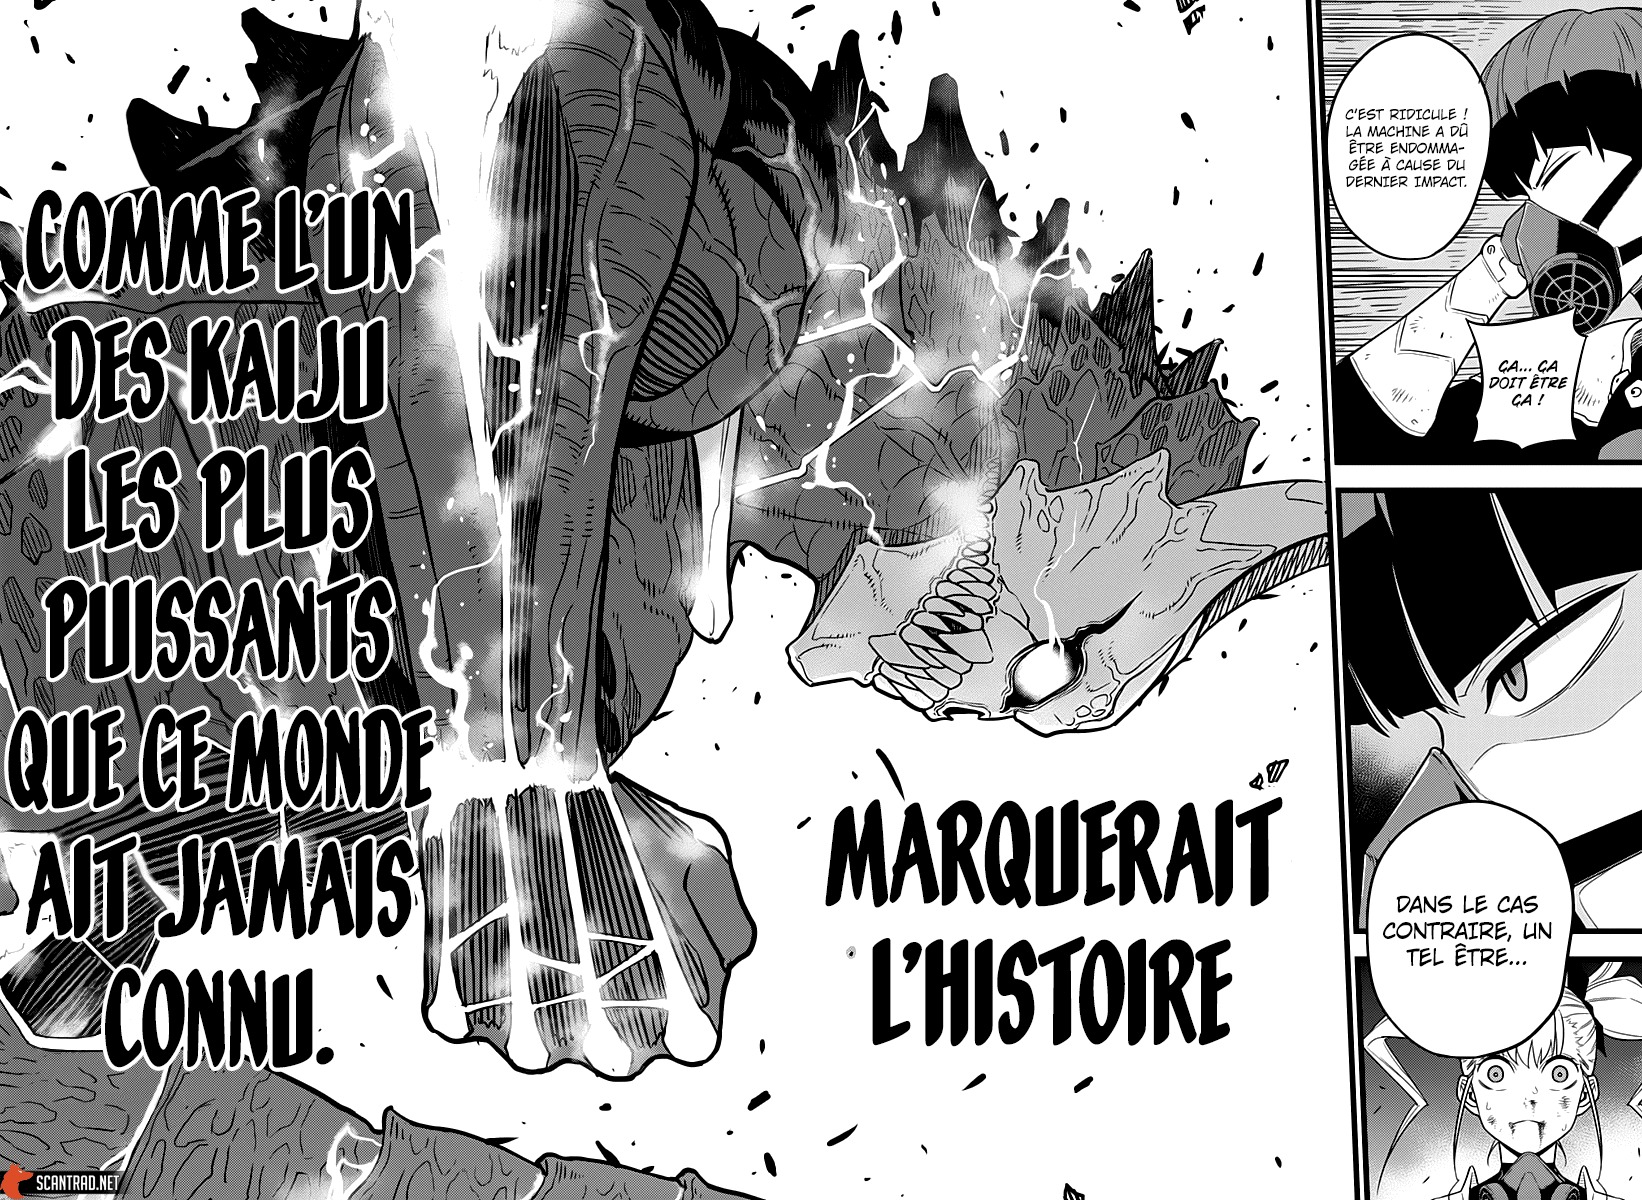 C'EST RIDICULE !
LA MACHINE A DÛ
ÊTRE ENDOMMA-
GÉE À CAUSE DU
DERNIER IMPACT.
ÇA... ÇA
DOIT ÊTRE
ÇA !
DANS LE CAS
CONTRAIRE, UN
TEL ÊTRE...
MARQUERAIT
L'HISTOIRE
COMME L'UN
DES KAIJU
LES PLUS
PUISSANTS
QUE CE MONDE
AIT JAMAIS
CONNU.
SCANTRAD.NET